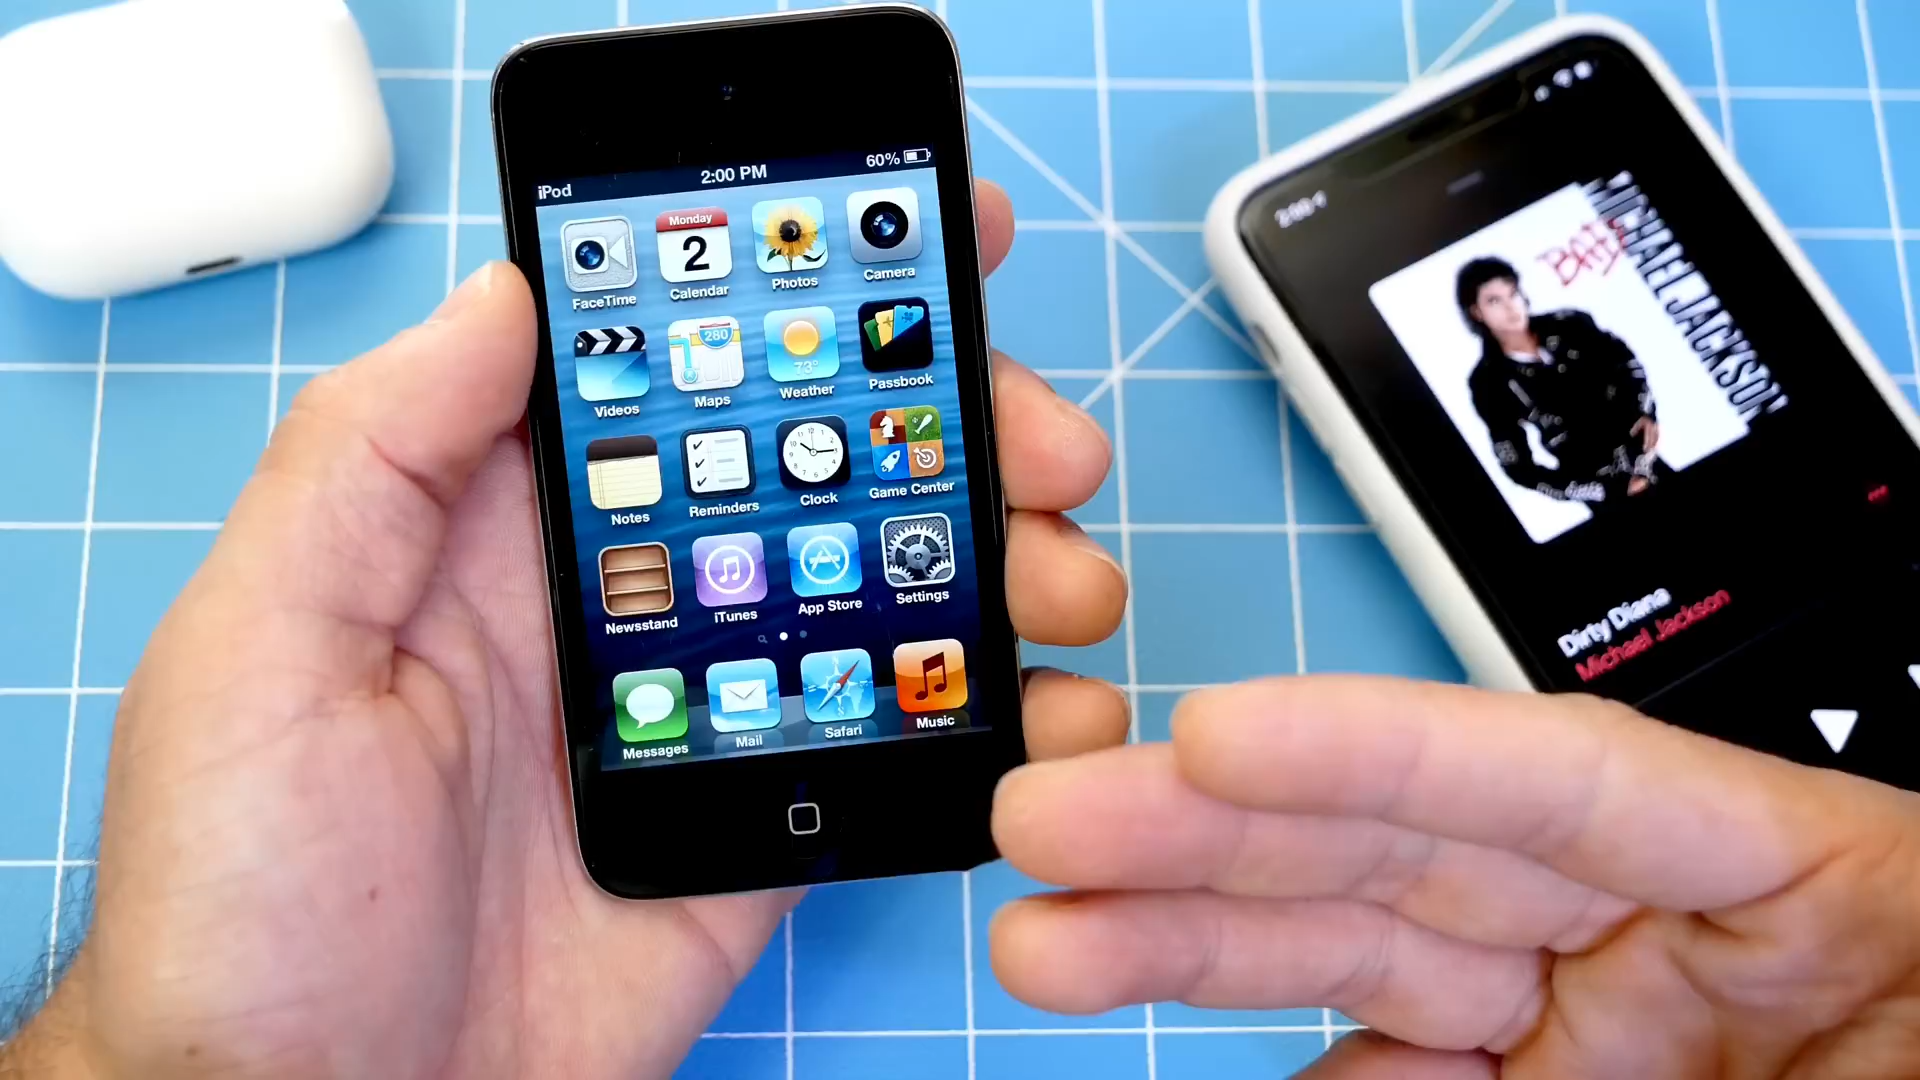 iPod 2:00 PM 60%
Monday
2
FaceTime Calendar Photos Camera
280
73°
Videos Maps Weather Passbook
Notes Reminders Clock Game Center
Newsstand iTunes App Store Settings
Messages Mail Safari Music
2:00
BAD
MICHAEL JACKSON
Dirty Diana
Michael Jackson